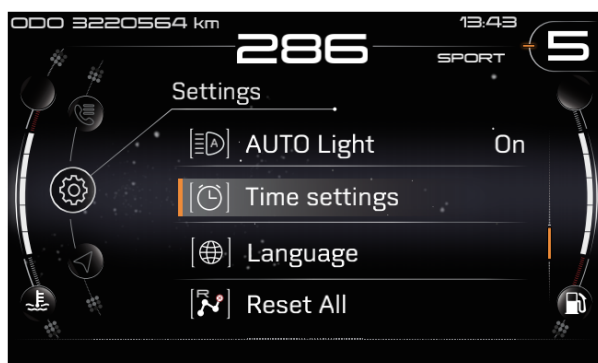 ODO 3220564 km
13:43
286
SPORT
5
Settings
AUTO Light On
Time settings
Language
Reset All